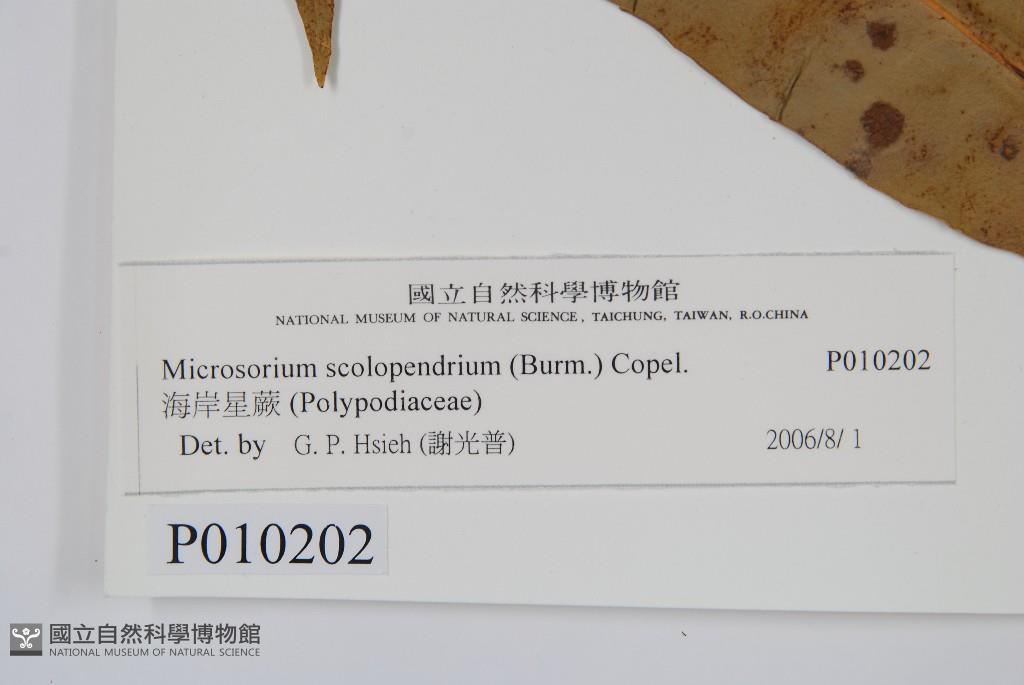 國立自然科學博物館
NATIONAL MUSEUM OF NATURAL SCIENCE, TAICHUNG, TAIWAN, R.O.CHINA
Microsorium scolopendrium (Burm.) Copel. P010202
海岸星蕨 (Polypodiaceae)
Det. by G. P. Hsieh (謝光普) 2006/8/ 1
P010202
國立自然科學博物館
NATIONAL MUSEUM OF NATURAL SCIENCE